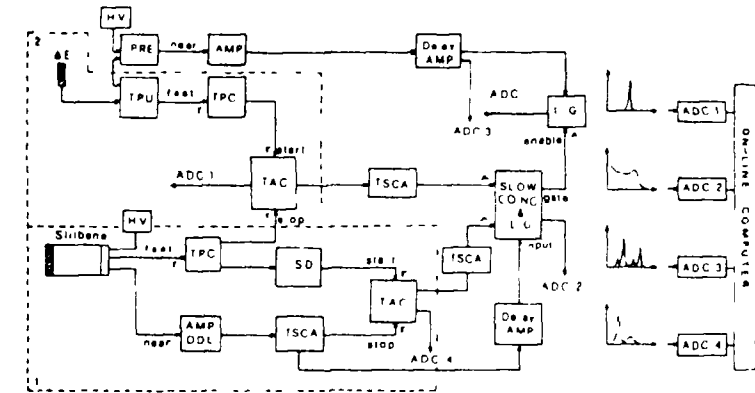 HV
2
ΔE
PRE
near
AMP
Delay
AMP
TPU
fast
r
TPC
ADC
LG
enable
ADC 3
r start
ADC 1
TAC
TSCA
SLOW
COINC
&
LG
gate
r stop
input
HV
Stilbene
fast
r
TPC
SD
start
r
TSCA
ADC 2
TAC
near
AMP
DDL
TSCA
stop
r
ADC 4
Delay
AMP
1
ADC 1
ADC 2
ADC 3
ADC 4
ON-LINE COMPUTER